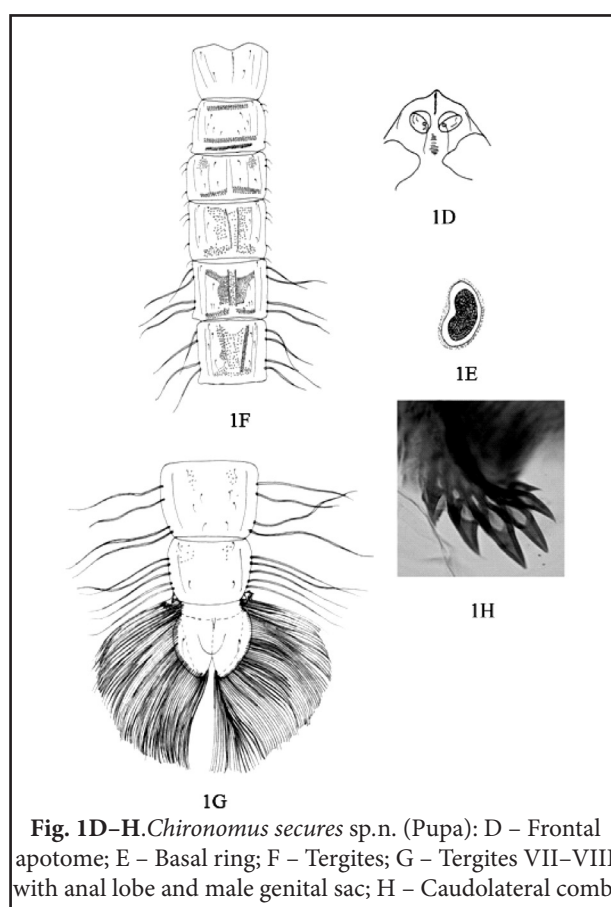 1D
1E
1F
1H
1G
Fig. 1D–H.Chironomus secures sp.n. (Pupa): D – Frontal
apotome; E – Basal ring; F – Tergites; G – Tergites VII–VIII
with anal lobe and male genital sac; H – Caudolateral comb